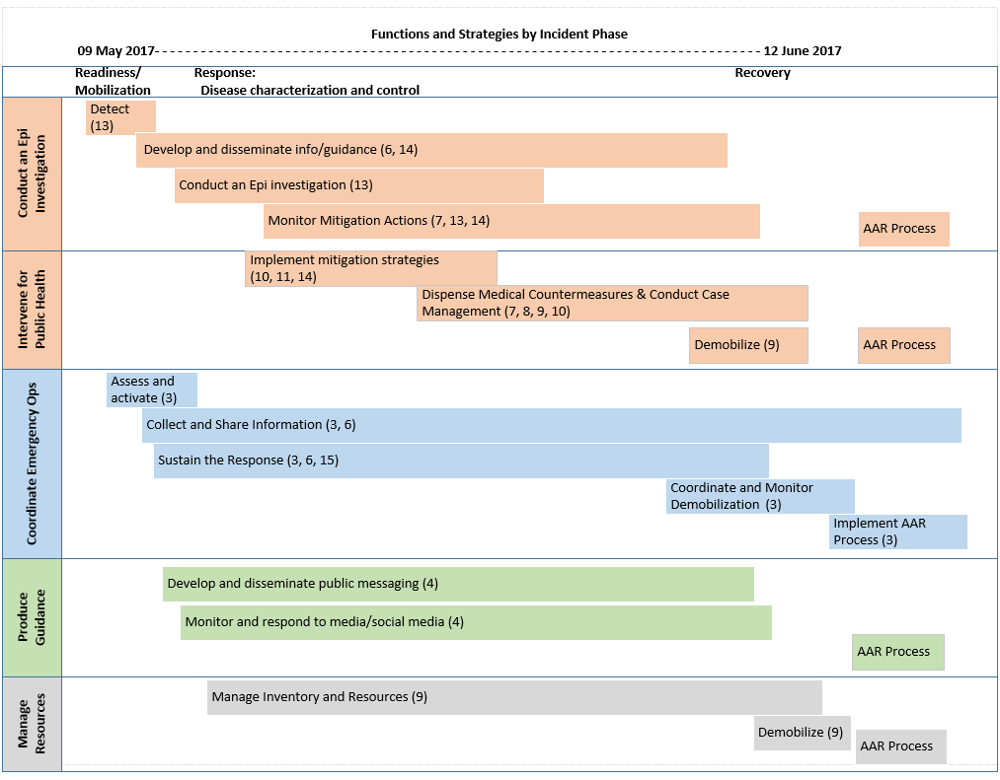 Functions and Strategies by Incident Phase
09 May 2017- - - - - - - - - - - - - - - - - - - - - - - - - - - - - - - - - - - - - - - - - - - - - - - - - - - - - - - - - - - - - - - - - - - 12 June 2017
Readiness/
Mobilization
Response:
Disease characterization and control
Recovery
Conduct an Epi
Investigation
Detect
(13)
Develop and disseminate info/guidance (6, 14)
Conduct an Epi investigation (13)
Monitor Mitigation Actions (7, 13, 14)
AAR Process
Intervene for
Public Health
Implement mitigation strategies
(10, 11, 14)
Dispense Medical Countermeasures & Conduct Case
Management (7, 8, 9, 10)
Demobilize (9)
AAR Process
Coordinate Emergency Ops
Assess and
activate (3)
Collect and Share Information (3, 6)
Sustain the Response (3, 6, 15)
Coordinate and Monitor
Demobilization (3)
Implement AAR
Process (3)
Produce
Guidance
Develop and disseminate public messaging (4)
Monitor and respond to media/social media (4)
AAR Process
Manage
Resources
Manage Inventory and Resources (9)
Demobilize (9)
AAR Process